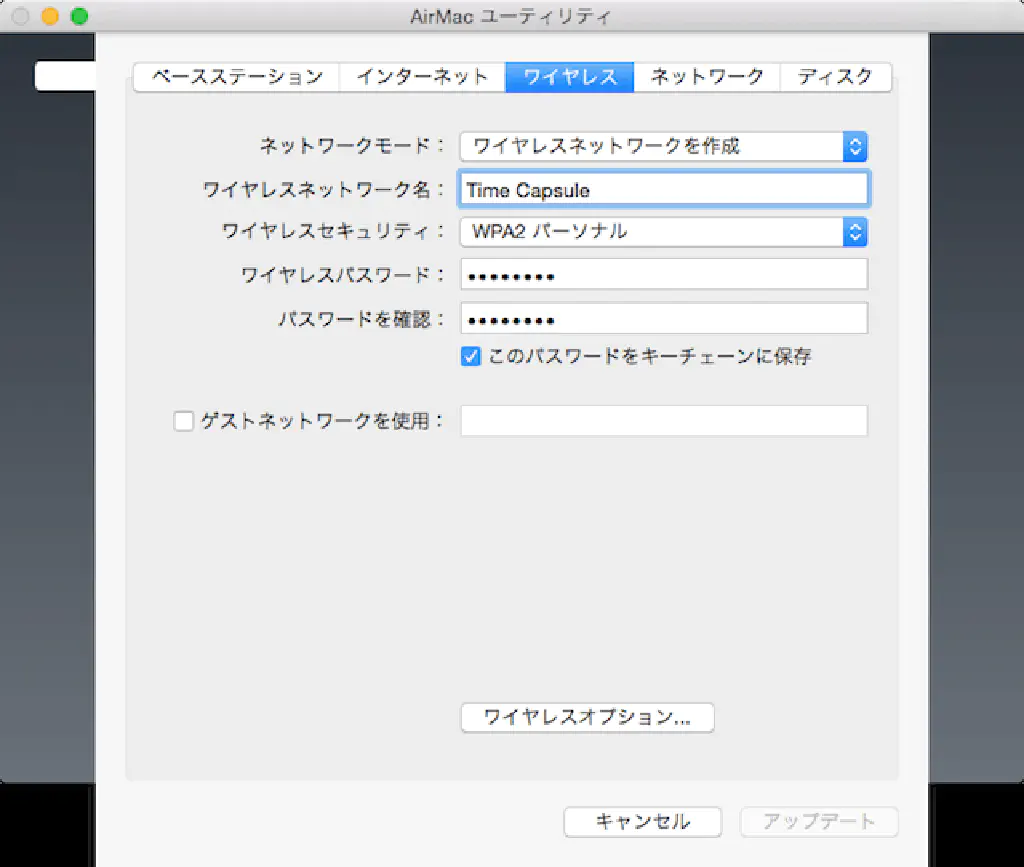 AirMac ユーティリティ
ベースステーション インターネット ワイヤレス ネットワーク ディスク
ネットワークモード： ワイヤレスネットワークを作成
ワイヤレスネットワーク名： Time Capsule
ワイヤレスセキュリティ： WPA2 パーソナル
ワイヤレスパスワード： ••••••••
パスワードを確認： ••••••••
このパスワードをキーチェーンに保存
ゲストネットワークを使用：
ワイヤレスオプション...
キャンセル アップデート